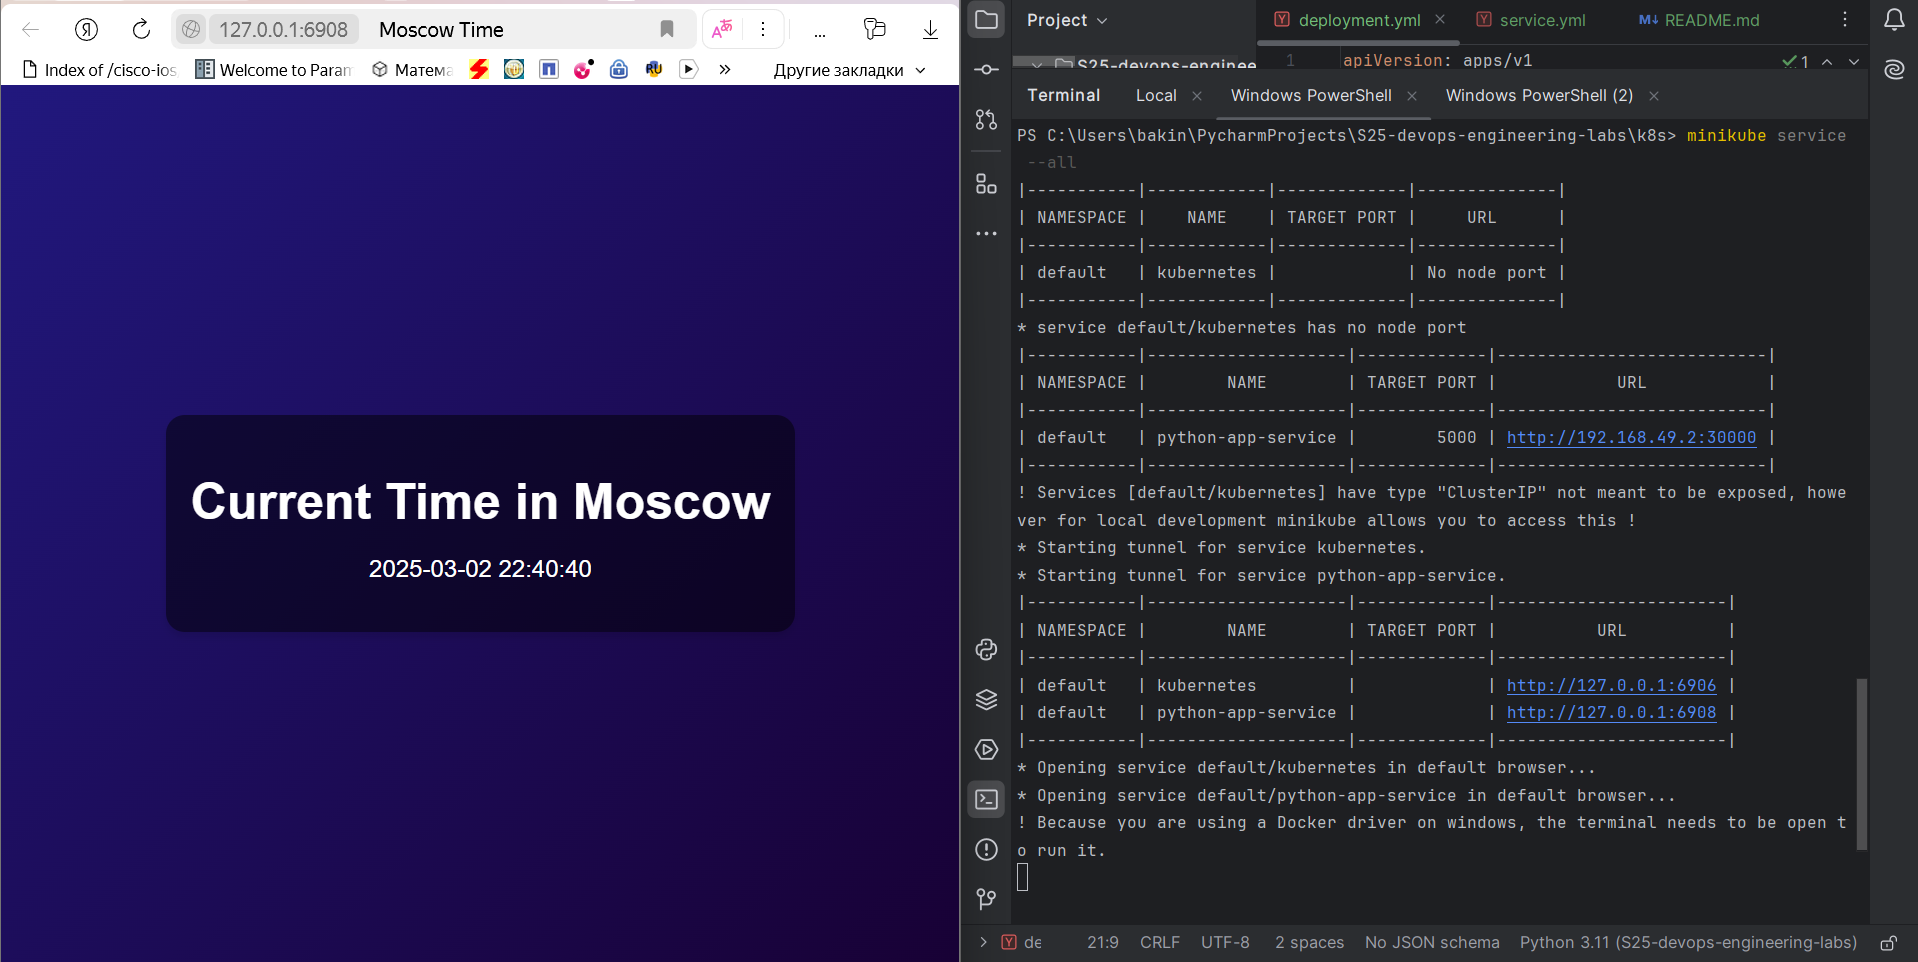 Я
127.0.0.1:6908
Moscow Time
...
Index of /cisco-ios
Welcome to Param
Матема
RU
»
Другие закладки
Current Time in Moscow
2025-03-02 22:40:40
Project
deployment.yml
service.yml
README.md
S25-devops-enginee
1 apiVersion: apps/v1
1
Terminal
Local
Windows PowerShell
Windows PowerShell (2)
PS C:\Users\bakin\PycharmProjects\S25-devops-engineering-labs\k8s> minikube service
--all
|-----------|------------|-------------|--------------|
| NAMESPACE |    NAME    | TARGET PORT |     URL      |
|-----------|------------|-------------|--------------|
| default   | kubernetes |             | No node port |
|-----------|------------|-------------|--------------|
* service default/kubernetes has no node port
|-----------|--------------------|-------------|---------------------------|
| NAMESPACE |        NAME        | TARGET PORT |            URL            |
|-----------|--------------------|-------------|---------------------------|
| default   | python-app-service |        5000 | http://192.168.49.2:30000 |
|-----------|--------------------|-------------|---------------------------|
! Services [default/kubernetes] have type "ClusterIP" not meant to be exposed, howe
ver for local development minikube allows you to access this !
* Starting tunnel for service kubernetes.
* Starting tunnel for service python-app-service.
|-----------|--------------------|-------------|-----------------------|
| NAMESPACE |        NAME        | TARGET PORT |          URL          |
|-----------|--------------------|-------------|-----------------------|
| default   | kubernetes         |             | http://127.0.0.1:6906 |
| default   | python-app-service |             | http://127.0.0.1:6908 |
|-----------|--------------------|-------------|-----------------------|
* Opening service default/kubernetes in default browser...
* Opening service default/python-app-service in default browser...
! Because you are using a Docker driver on windows, the terminal needs to be open t
o run it.
de
21:9
CRLF
UTF-8
2 spaces
No JSON schema
Python 3.11 (S25-devops-engineering-labs)